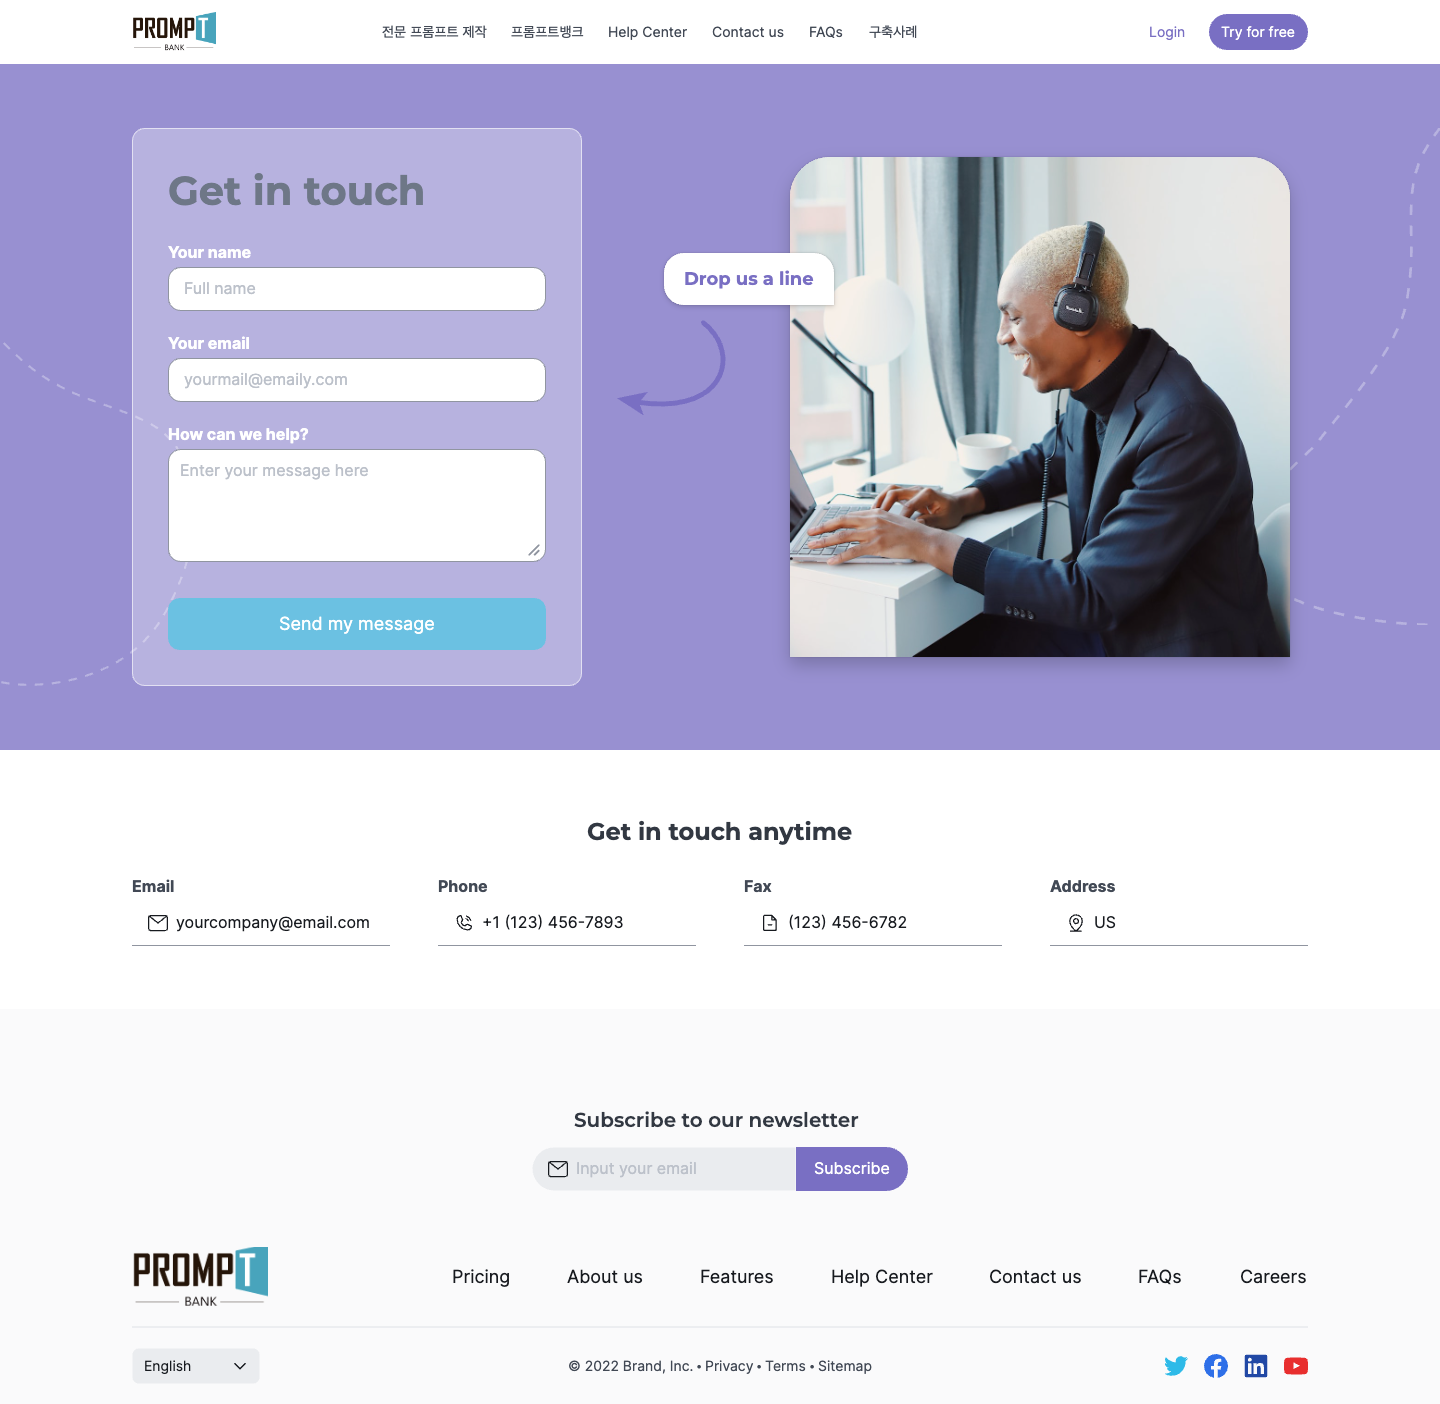 PROMPT
BANK
전문 프롬프트 제작 프롬프트뱅크 Help Center Contact us FAQs 구축사례 Login Try for free
Get in touch
Your name
Full name
Your email
yourmail@emaily.com
How can we help?
Enter your message here
Send my message
Drop us a line
Get in touch anytime
Email Phone Fax Address
yourcompany@email.com +1 (123) 456-7893 (123) 456-6782 US
Subscribe to our newsletter
Input your email Subscribe
PROMPT
BANK
Pricing About us Features Help Center Contact us FAQs Careers
English © 2022 Brand, Inc. • Privacy • Terms • Sitemap